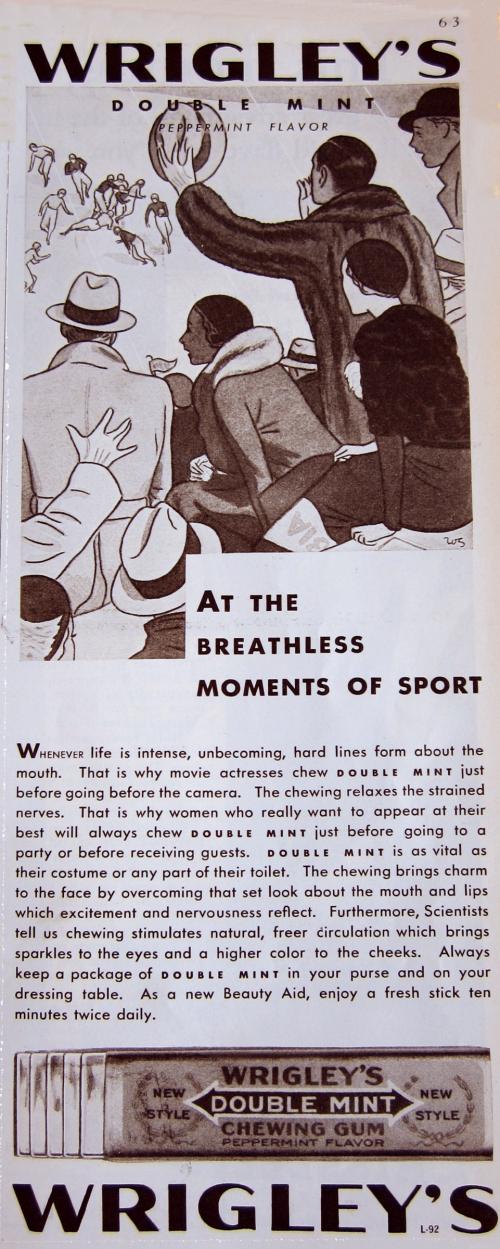 63
WRIGLEY'S
DOUBLE MINT
PEPPERMINT FLAVOR
BIA
AT THE
BREATHLESS
MOMENTS OF SPORT
WHENEVER life is intense, unbecoming, hard lines form about the
mouth. That is why movie actresses chew DOUBLE MINT just
before going before the camera. The chewing relaxes the strained
nerves. That is why women who really want to appear at their
best will always chew DOUBLE MINT just before going to a
party or before receiving guests. DOUBLE MINT is as vital as
their costume or any part of their toilet. The chewing brings charm
to the face by overcoming that set look about the mouth and lips
which excitement and nervousness reflect. Furthermore, Scientists
tell us chewing stimulates natural, freer circulation which brings
sparkles to the eyes and a higher color to the cheeks. Always
keep a package of DOUBLE MINT in your purse and on your
dressing table. As a new Beauty Aid, enjoy a fresh stick ten
minutes twice daily.
WRIGLEY'S
NEW STYLE DOUBLE MINT NEW STYLE
CHEWING GUM
PEPPERMINT FLAVOR
WRIGLEY'S
L-92